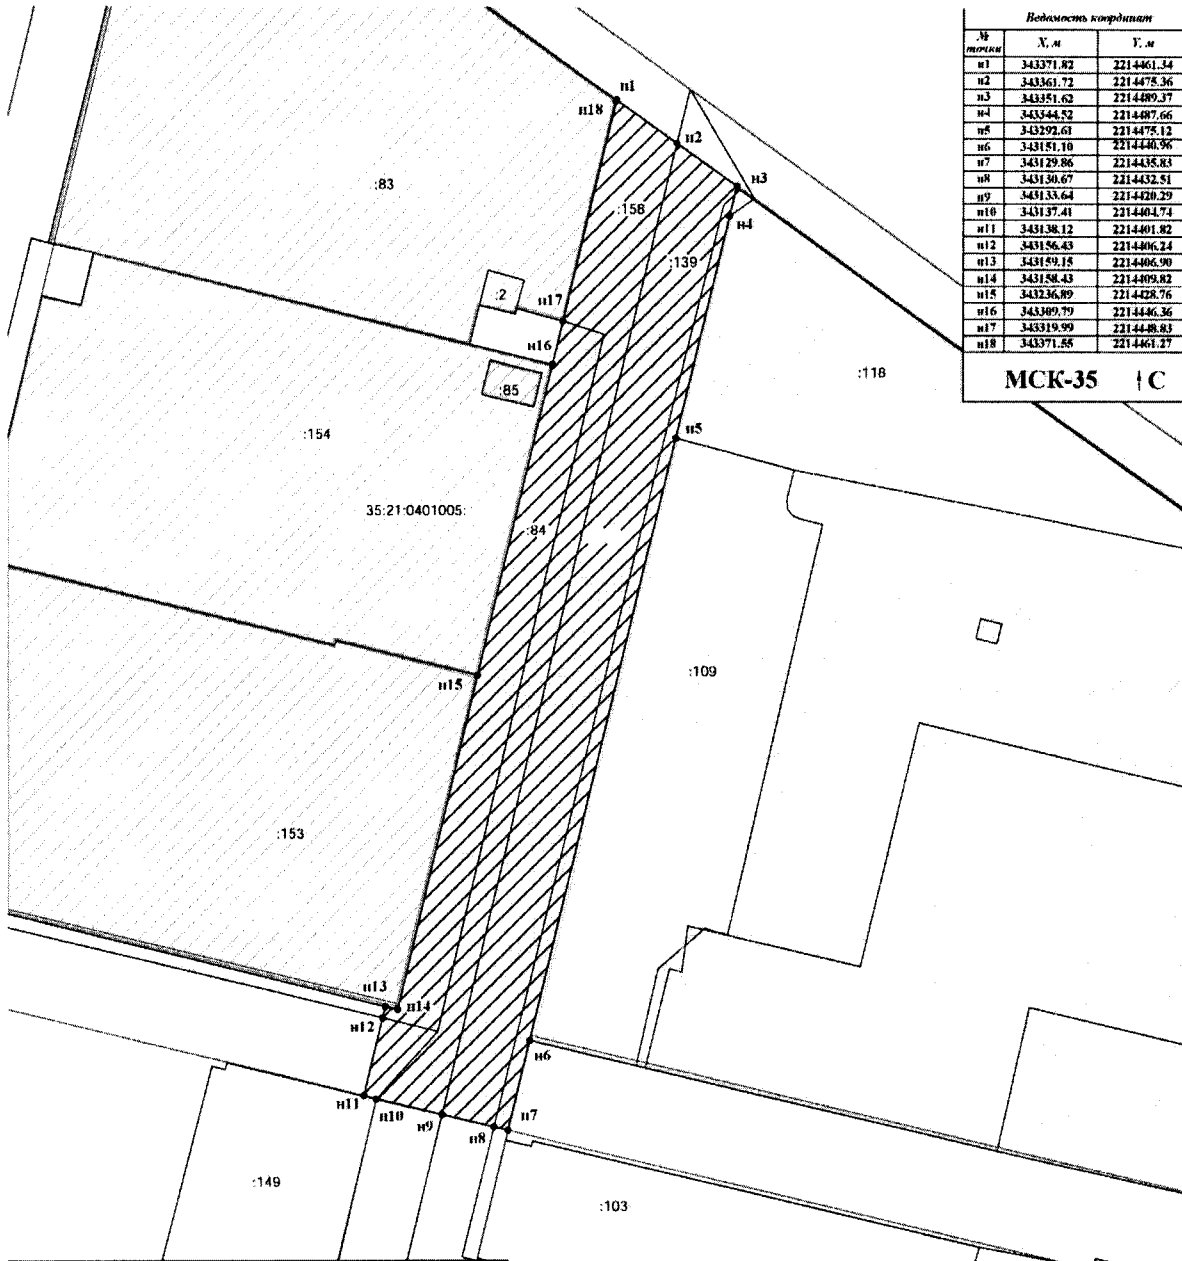 Ведомость координат
№ точки X, м Y, м
н1 343371.82 2214461.34
н2 343361.72 2214475.36
н3 343351.62 2214489.37
н4 343344.52 2214487.66
н5 343292.61 2214475.12
н6 343151.10 2214440.96
н7 343129.86 2214435.83
н8 343130.67 2214432.51
н9 343133.64 2214420.29
н10 343137.41 2214404.74
н11 343138.12 2214401.82
н12 343156.43 2214406.24
н13 343159.15 2214406.90
н14 343158.43 2214409.82
н15 343236.89 2214428.76
н16 343309.79 2214446.36
н17 343319.99 2214448.83
н18 343371.55 2214461.27
МСК-35 С
н1
н18
н2
:83
н3
:158
н4
:139
:2
н17
н16
:118
:85
:154
н5
35:21:0401005:
:84
:109
н15
:153
н13
н14
н12
н6
н11
н10
н9
н8
н7
:149
:103